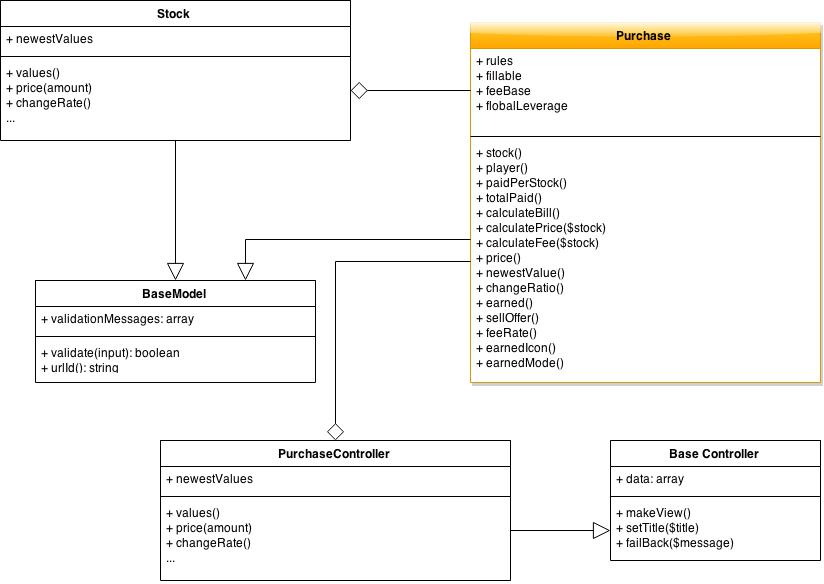 Stock
+ newestValues
+ values()
+ price(amount)
+ changeRate()
...
Purchase
+ rules
+ fillable
+ feeBase
+ flobalLeverage
+ stock()
+ player()
+ paidPerStock()
+ totalPaid()
+ calculateBill()
+ calculatePrice($stock)
+ calculateFee($stock)
+ price()
+ newestValue()
+ changeRatio()
+ earned()
+ sellOffer()
+ feeRate()
+ earnedIcon()
+ earnedMode()
BaseModel
+ validationMessages: array
+ validate(input): boolean
+ urlId(): string
PurchaseController
+ newestValues
+ values()
+ price(amount)
+ changeRate()
...
Base Controller
+ data: array
+ makeView()
+ setTitle($title)
+ failBack($message)